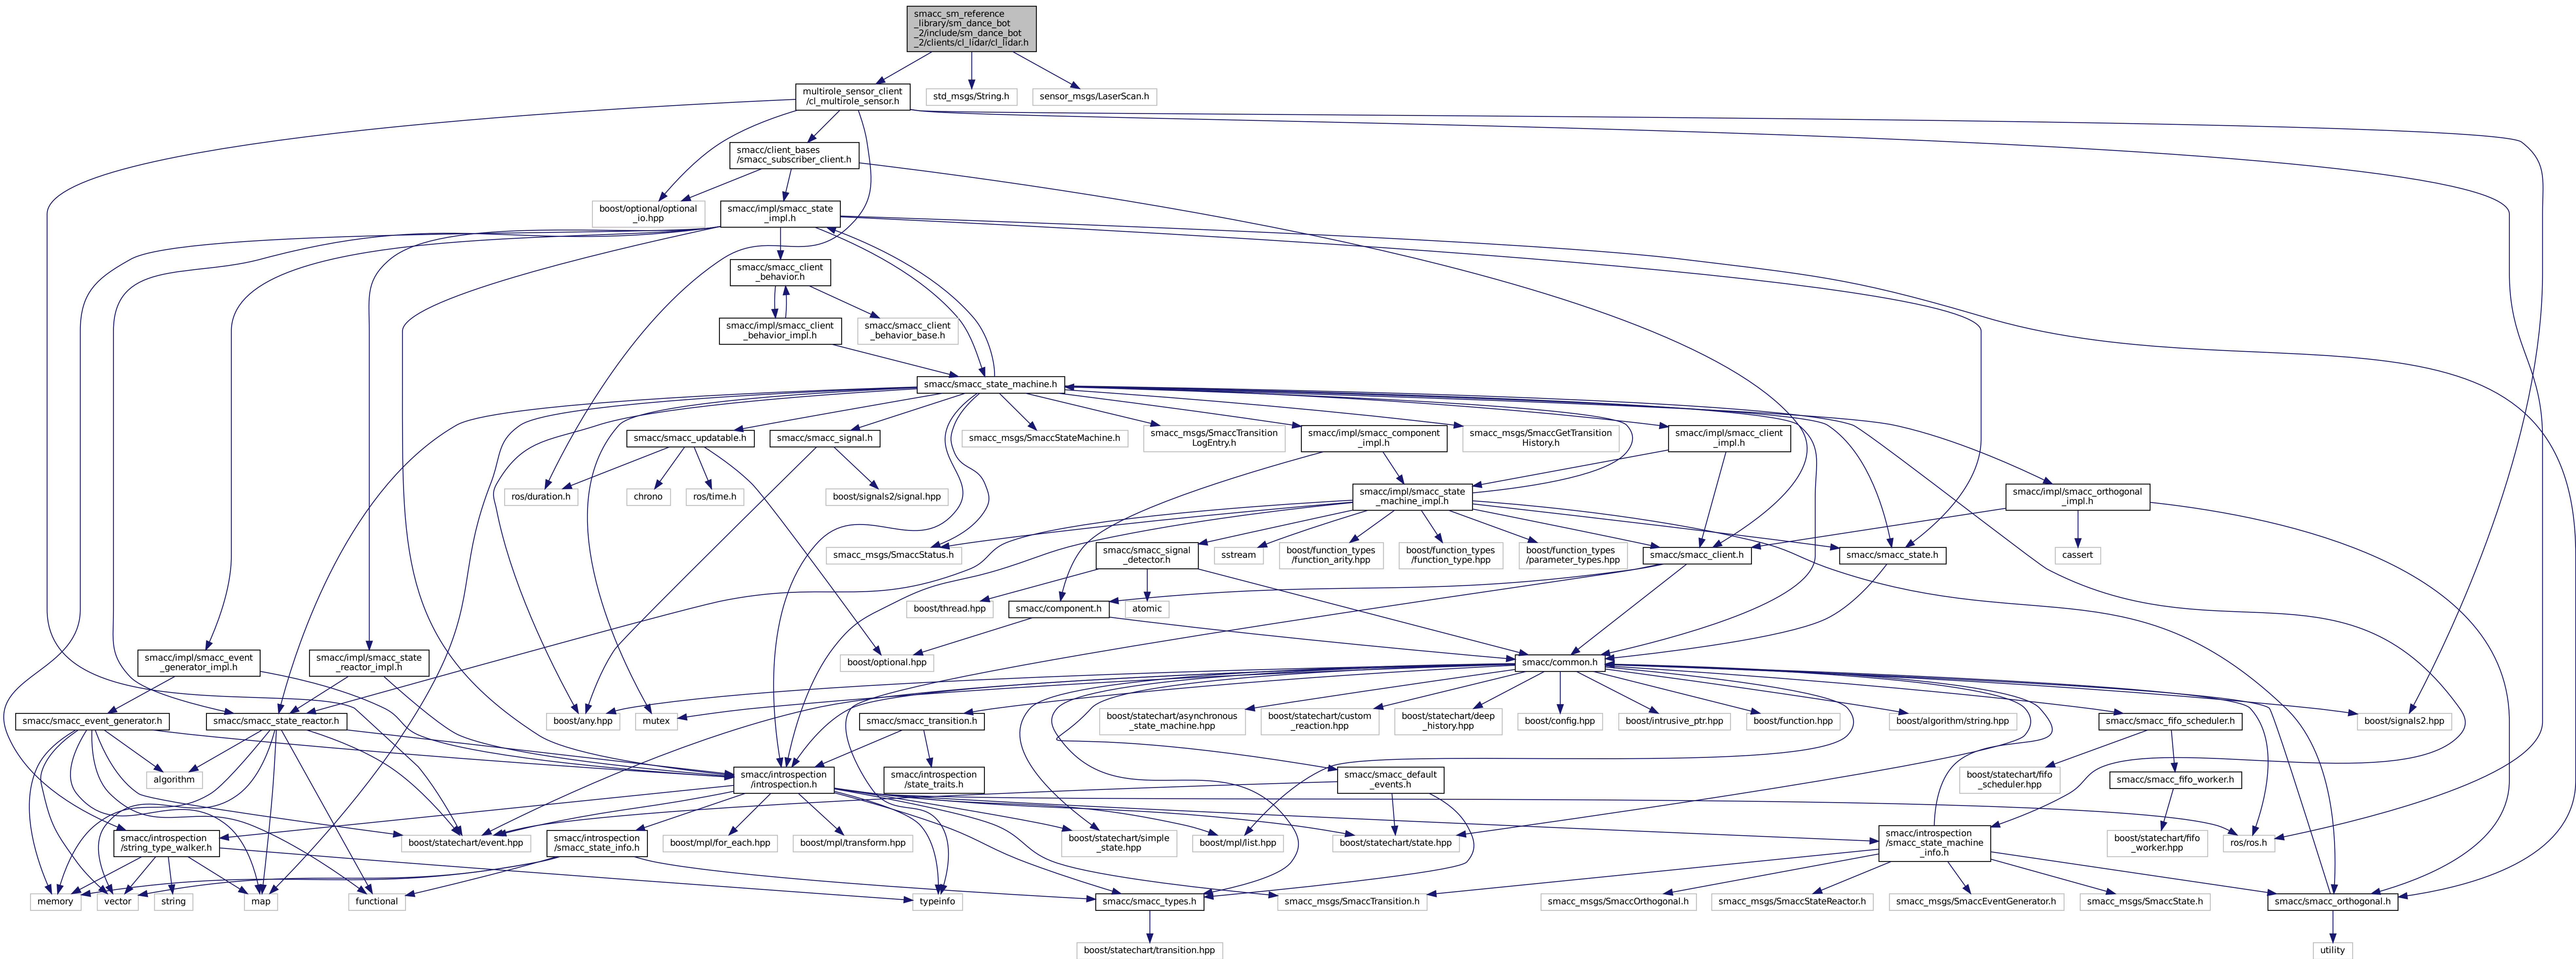 smacc_sm_reference
_library/sm_dance_bot
_2/include/sm_dance_bot
_2/clients/cl_lidar/cl_lidar.h
multirole_sensor_client
/cl_multirole_sensor.h
std_msgs/String.h
sensor_msgs/LaserScan.h
smacc/client_bases
/smacc_subscriber_client.h
boost/optional/optional
_io.hpp
smacc/impl/smacc_state
_impl.h
smacc/smacc_client
_behavior.h
smacc/impl/smacc_client
_behavior_impl.h
smacc/smacc_client
_behavior_base.h
smacc/smacc_state_machine.h
smacc/smacc_updatable.h
smacc/smacc_signal.h
smacc_msgs/SmaccStateMachine.h
smacc_msgs/SmaccTransition
LogEntry.h
smacc/impl/smacc_component
_impl.h
smacc_msgs/SmaccGetTransition
History.h
smacc/impl/smacc_client
_impl.h
ros/duration.h
chrono
ros/time.h
boost/signals2/signal.hpp
smacc/impl/smacc_state
_machine_impl.h
smacc/impl/smacc_orthogonal
_impl.h
smacc_msgs/SmaccStatus.h
smacc/smacc_signal
_detector.h
sstream
boost/function_types
/function_arity.hpp
boost/function_types
/function_type.hpp
boost/function_types
/parameter_types.hpp
smacc/smacc_client.h
smacc/smacc_state.h
cassert
boost/thread.hpp
smacc/component.h
atomic
smacc/impl/smacc_event
_generator_impl.h
smacc/impl/smacc_state
_reactor_impl.h
boost/optional.hpp
smacc/common.h
smacc/smacc_event_generator.h
smacc/smacc_state_reactor.h
boost/any.hpp
mutex
smacc/smacc_transition.h
boost/statechart/asynchronous
_state_machine.hpp
boost/statechart/custom
_reaction.hpp
boost/statechart/deep
_history.hpp
boost/config.hpp
boost/intrusive_ptr.hpp
boost/function.hpp
boost/algorithm/string.hpp
smacc/smacc_fifo_scheduler.h
boost/signals2.hpp
algorithm
smacc/introspection
/introspection.h
smacc/introspection
/state_traits.h
smacc/smacc_default
_events.h
boost/statechart/fifo
_scheduler.hpp
smacc/smacc_fifo_worker.h
smacc/introspection
/string_type_walker.h
boost/statechart/event.hpp
smacc/introspection
/smacc_state_info.h
boost/mpl/for_each.hpp
boost/mpl/transform.hpp
boost/statechart/simple
_state.hpp
boost/mpl/list.hpp
boost/statechart/state.hpp
smacc/introspection
/smacc_state_machine
_info.h
boost/statechart/fifo
_worker.hpp
ros/ros.h
memory
vector
string
map
functional
typeinfo
smacc/smacc_types.h
smacc_msgs/SmaccTransition.h
smacc_msgs/SmaccOrthogonal.h
smacc_msgs/SmaccStateReactor.h
smacc_msgs/SmaccEventGenerator.h
smacc_msgs/SmaccState.h
smacc/smacc_orthogonal.h
boost/statechart/transition.hpp
utility